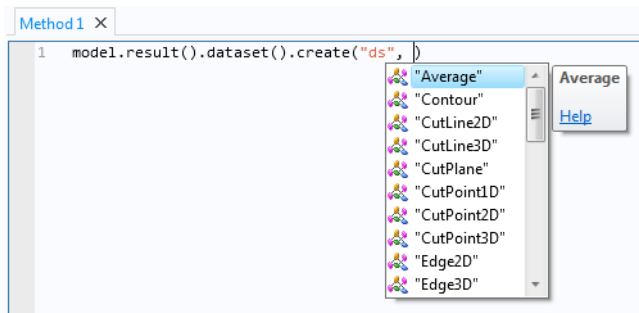 Method 1
1 model.result().dataset().create("ds", )
"Average"
"Contour"
"CutLine2D"
"CutLine3D"
"CutPlane"
"CutPoint1D"
"CutPoint2D"
"CutPoint3D"
"Edge2D"
"Edge3D"
Average
Help